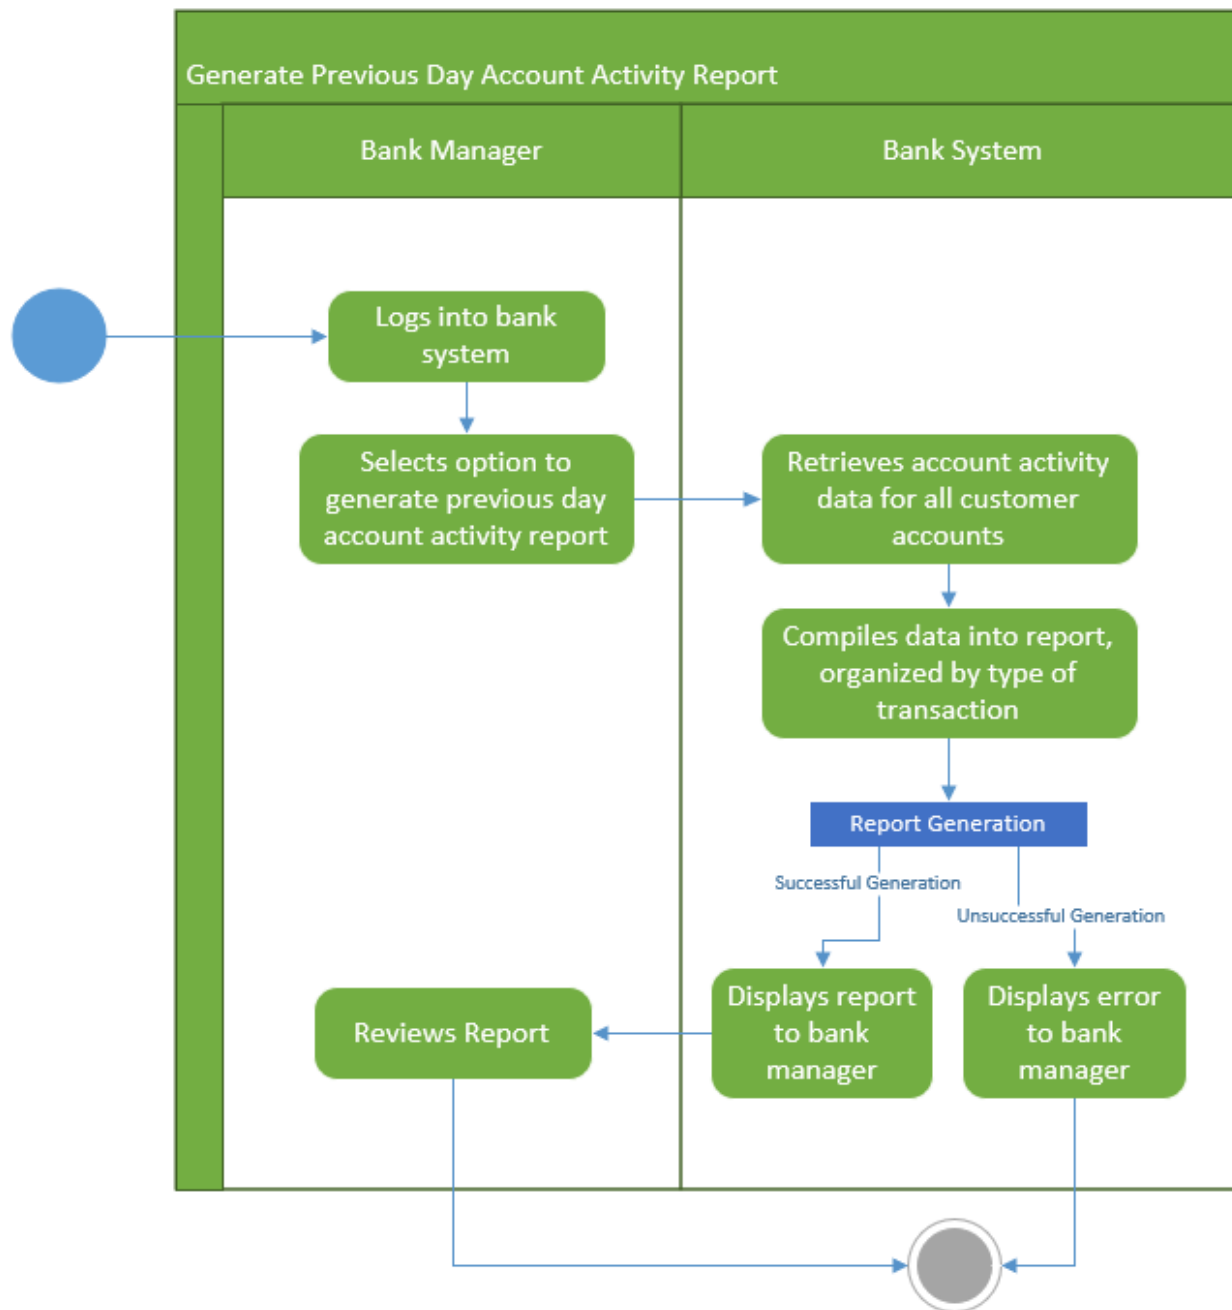 Generate Previous Day Account Activity Report
Bank Manager
Bank System
Logs into bank
system
Selects option to
generate previous day
account activity report
Retrieves account activity
data for all customer
accounts
Compiles data into report,
organized by type of
transaction
Report Generation
Successful Generation
Unsuccessful Generation
Displays report
to bank
manager
Displays error
to bank
manager
Reviews Report